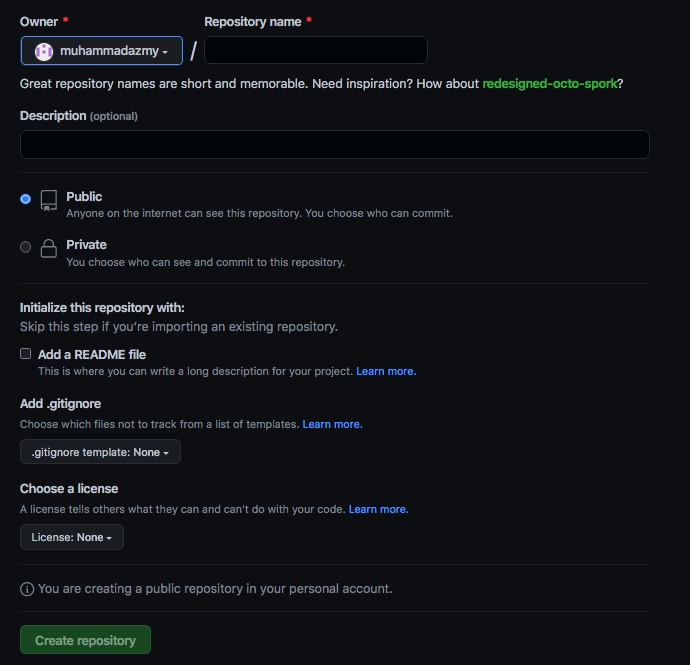 Owner * Repository name *
muhammadazmy /
Great repository names are short and memorable. Need inspiration? How about redesigned-octo-spork?
Description (optional)
Public
Anyone on the internet can see this repository. You choose who can commit.
Private
You choose who can see and commit to this repository.
Initialize this repository with:
Skip this step if you’re importing an existing repository.
Add a README file
This is where you can write a long description for your project. Learn more.
Add .gitignore
Choose which files not to track from a list of templates. Learn more.
.gitignore template: None
Choose a license
A license tells others what they can and can't do with your code. Learn more.
License: None
You are creating a public repository in your personal account.
Create repository